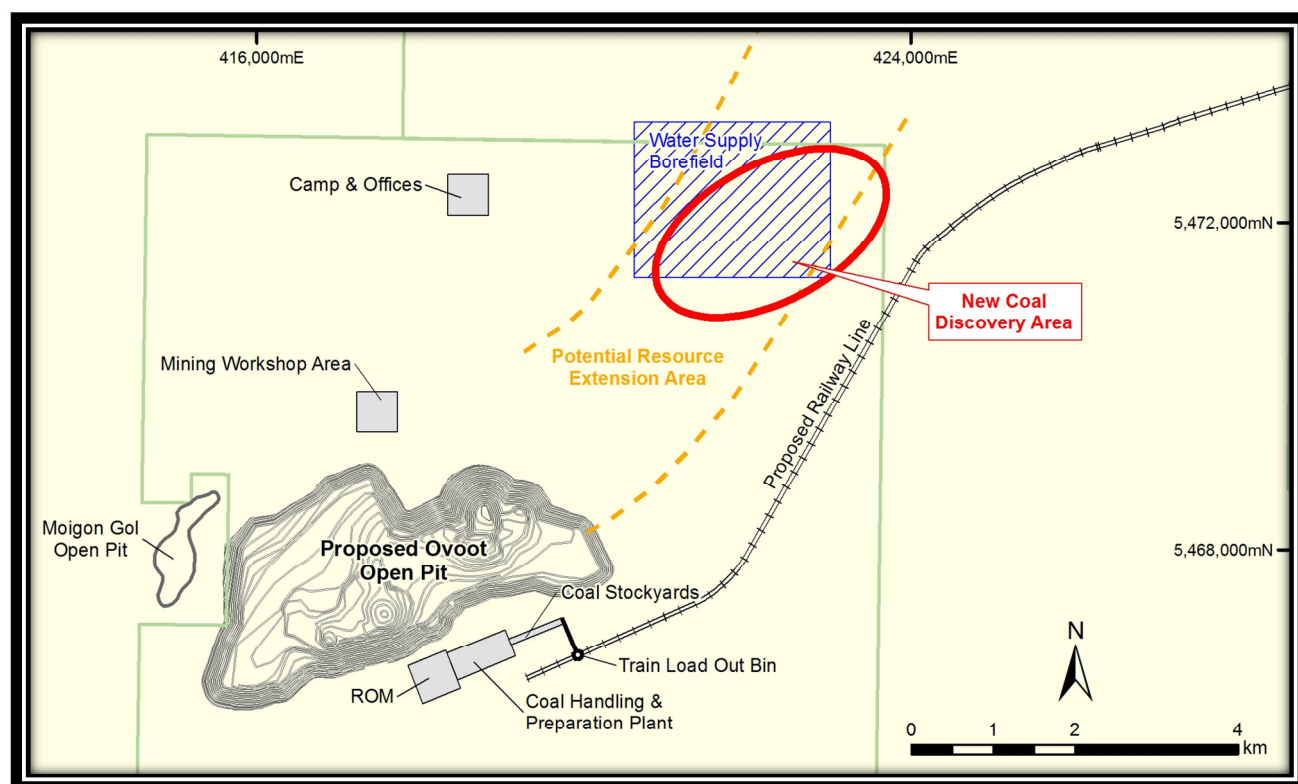 416,000mE
424,000mE
Water Supply
Borefield
Camp & Offices
5,472,000mN
New Coal
Discovery Area
Potential Resource
Extension Area
Mining Workshop Area
Proposed Railway Line
Moigon Gol
Open Pit
Proposed Ovoot
Open Pit
5,468,000mN
Coal Stockyards
Train Load Out Bin
ROM
Coal Handling &
Preparation Plant
N
0 1 2 4
km